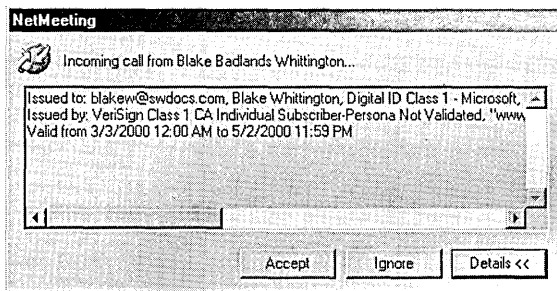 NetMeeting
Incoming call from Blake Badlands Whittington...
Issued to: blakew@swdocs.com, Blake Whittington, Digital ID Class 1 - Microsoft,
Issued by: VeriSign Class 1 CA Individual Subscriber-Persona Not Validated, "www
Valid from 3/3/2000 12:00 AM to 5/2/2000 11:59 PM
Accept Ignore Details <<